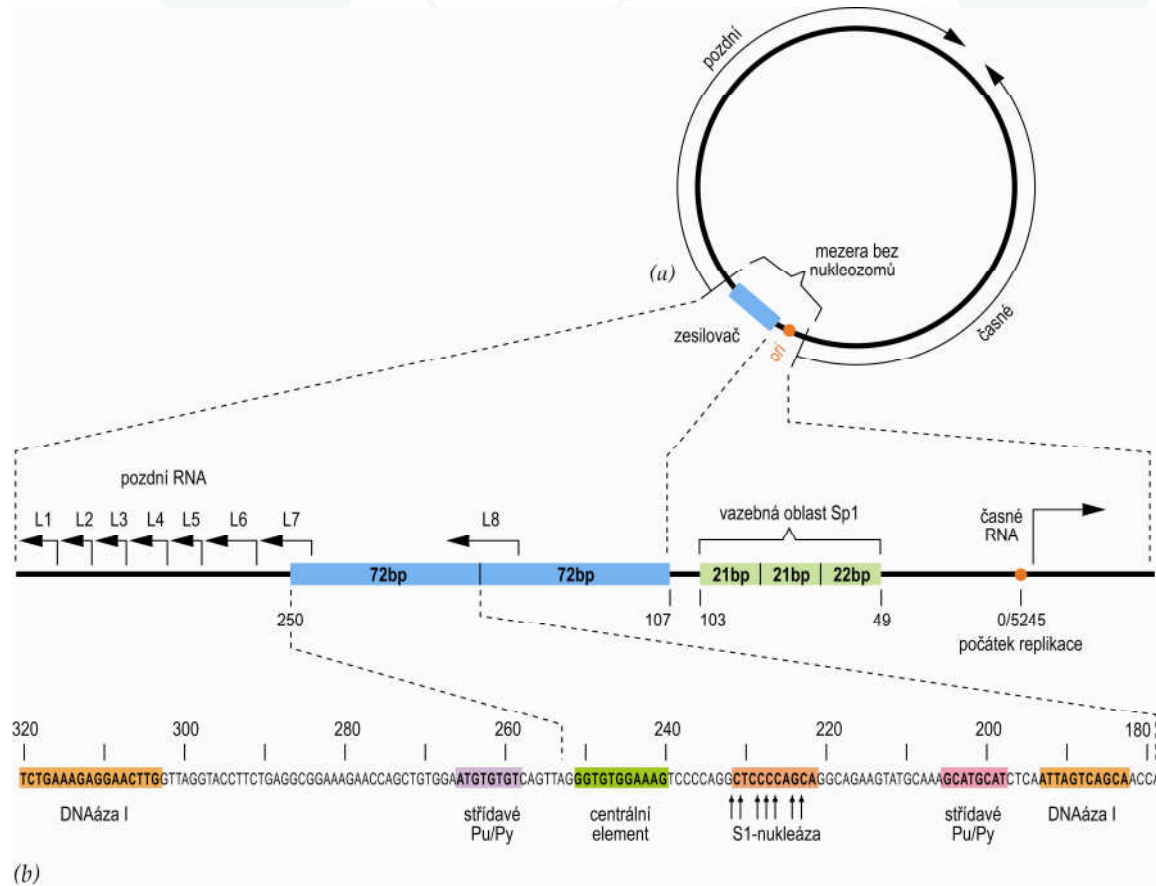 pozdní
(a)
mezera bez
nukleozomů
zesilovač
ori
časné
pozdní RNA
L1 L2 L3 L4 L5 L6 L7 L8
vazebná oblast Sp1
časné
RNA
72bp 72bp 21bp 21bp 22bp
250 107 103 49 0/5245
počátek replikace
320 300 280 260 240 220 200 180
TCTGAAAGAGGAACTTGGTTAGGTACCTTCTGAGGCGGAAAGAACCAGCTGTGGAATGTGTGTCAGTTAGGGTGTGGAAAGTCCCCAGGCTCCCCAGCAGGCAGAAGTATGCAAAGCATGCATCTCAATTAGTCAGCAACCA
DNAáza I střídavé centrální S1-nukleáza střídavé DNAáza I
Pu/Py element Pu/Py
(b)